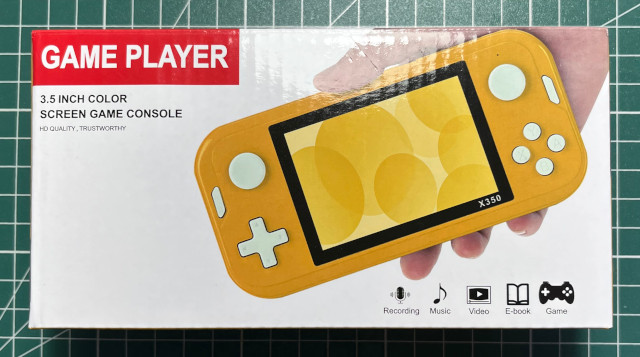 GAME PLAYER
3.5 INCH COLOR
SCREEN GAME CONSOLE
HD QUALITY , TRUSTWORTHY
X350
Recording Music Video E-book Game